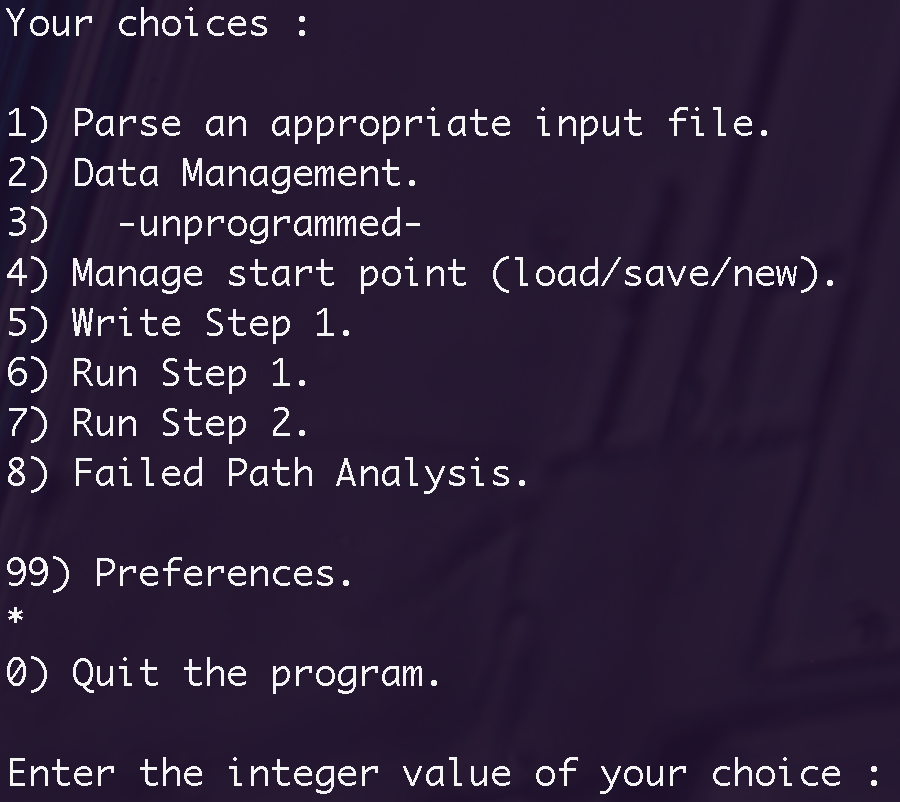 Your choices :
1) Parse an appropriate input file.
2) Data Management.
3)   -unprogrammed-
4) Manage start point (load/save/new).
5) Write Step 1.
6) Run Step 1.
7) Run Step 2.
8) Failed Path Analysis.
99) Preferences.
*
0) Quit the program.
Enter the integer value of your choice :